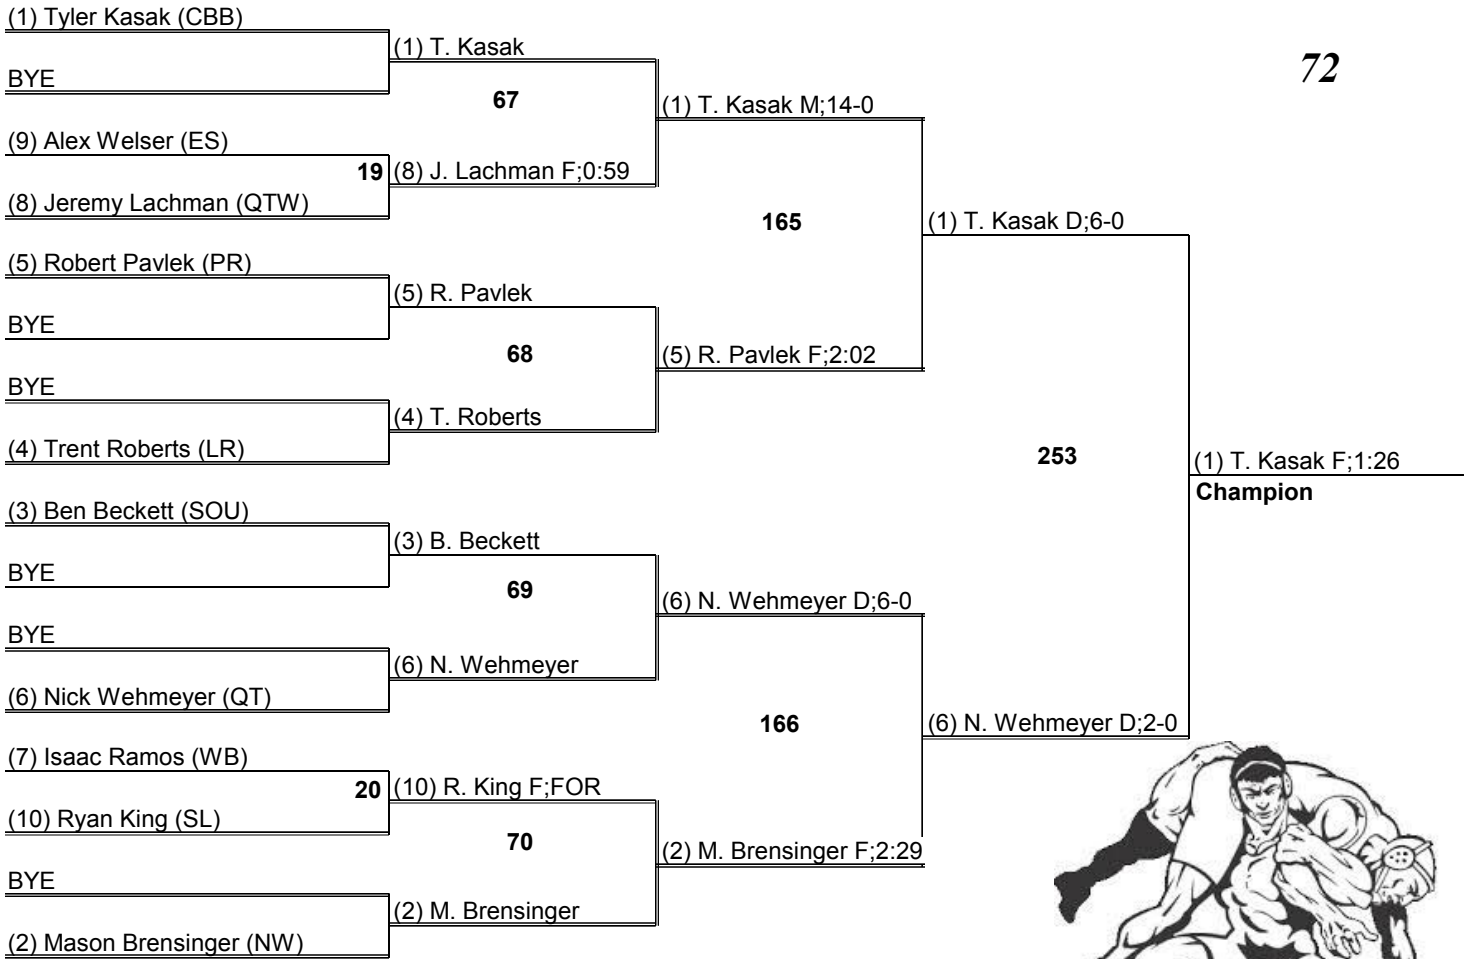 (1) Tyler Kasak (CBB)
BYE
(9) Alex Welser (ES)
19
(8) Jeremy Lachman (QTW)
(5) Robert Pavlek (PR)
BYE
BYE
(4) Trent Roberts (LR)
(3) Ben Beckett (SOU)
BYE
BYE
(6) Nick Wehmeyer (QT)
(7) Isaac Ramos (WB)
20
(10) Ryan King (SL)
BYE
(2) Mason Brensinger (NW)
(1) T. Kasak
67
(8) J. Lachman F;0:59
(5) R. Pavlek
68
(4) T. Roberts
(3) B. Beckett
69
(6) N. Wehmeyer
(10) R. King F;FOR
70
(2) M. Brensinger
(1) T. Kasak M;14-0
165
(5) R. Pavlek F;2:02
(6) N. Wehmeyer D;6-0
166
(2) M. Brensinger F;2:29
(1) T. Kasak D;6-0
253
(6) N. Wehmeyer D;2-0
72
(1) T. Kasak F;1:26
Champion